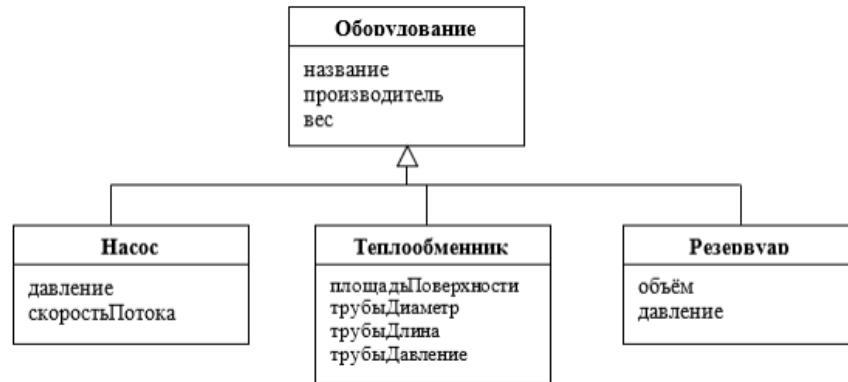 Оборудование
название
производитель
вес
Насос
давление
скоростьПотока
Теплообменник
площадьПоверхности
трубыДиаметр
трубыДлина
трубыДавление
Резервуар
объём
давление